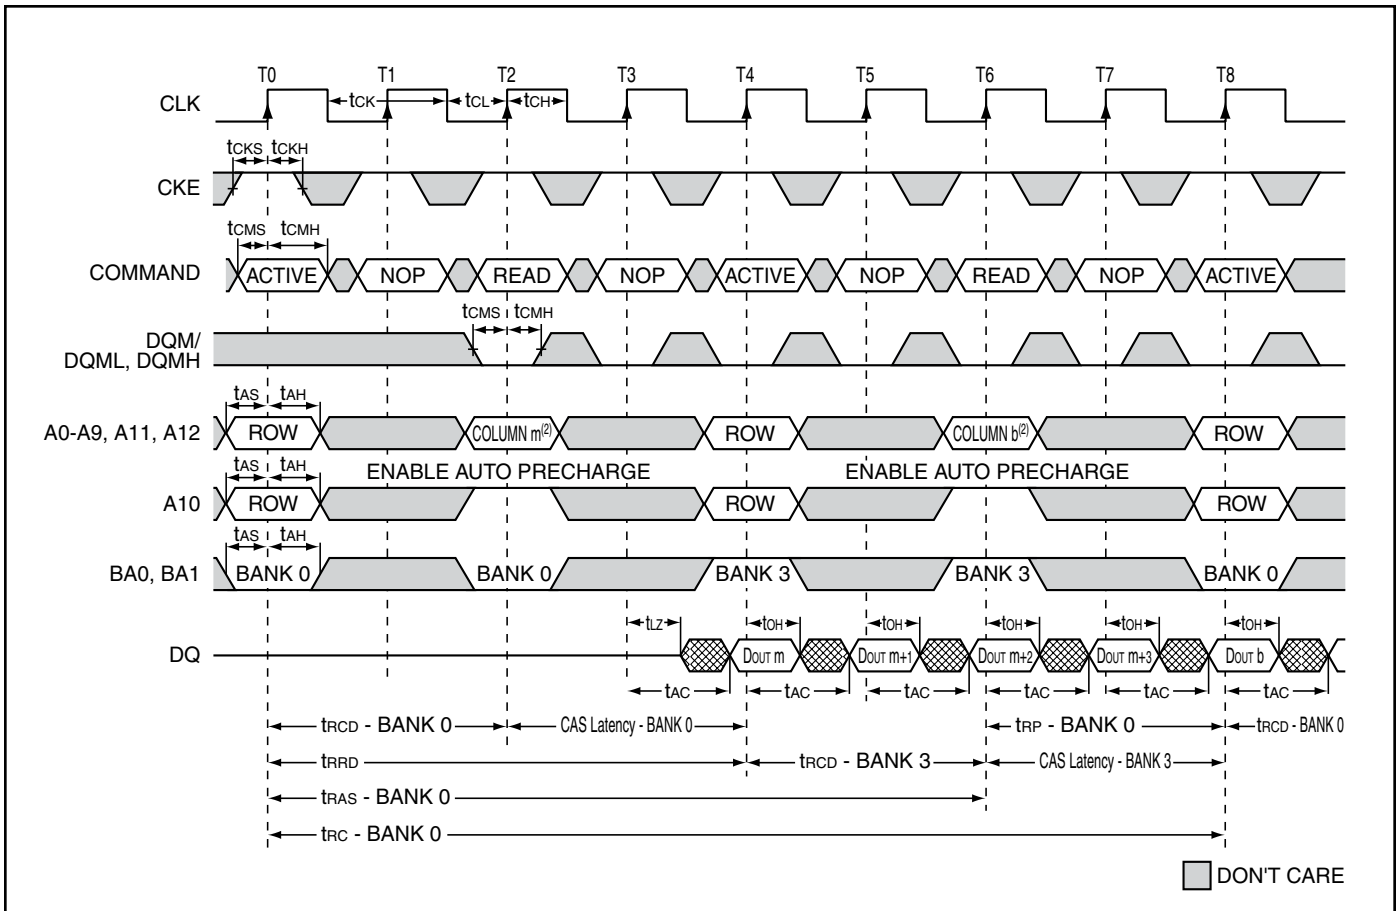 T0 T1 T2 T3 T4 T5 T6 T7 T8
CLK tCK tCL tCH
tCKS tCKH
CKE
tCMS tCMH
COMMAND ACTIVE NOP READ NOP ACTIVE NOP READ NOP ACTIVE
tCMS tCMH
DQM/
DQML, DQMH
tAS tAH
A0-A9, A11, A12 ROW COLUMN m(2) ROW COLUMN b(2) ROW
tAS tAH ENABLE AUTO PRECHARGE ENABLE AUTO PRECHARGE
A10 ROW ROW ROW
tAS tAH
BA0, BA1 BANK 0 BANK 0 BANK 3 BANK 3 BANK 0
tLZ tOH tOH tOH tOH tOH
DQ DOUT m DOUT m+1 DOUT m+2 DOUT m+3 DOUT b
tAC tAC tAC tAC tAC tAC
tRCD - BANK 0 CAS Latency - BANK 0 tRP - BANK 0 tRCD - BANK 0
tRRD tRCD - BANK 3 CAS Latency - BANK 3
tRAS - BANK 0
tRC - BANK 0
DON'T CARE